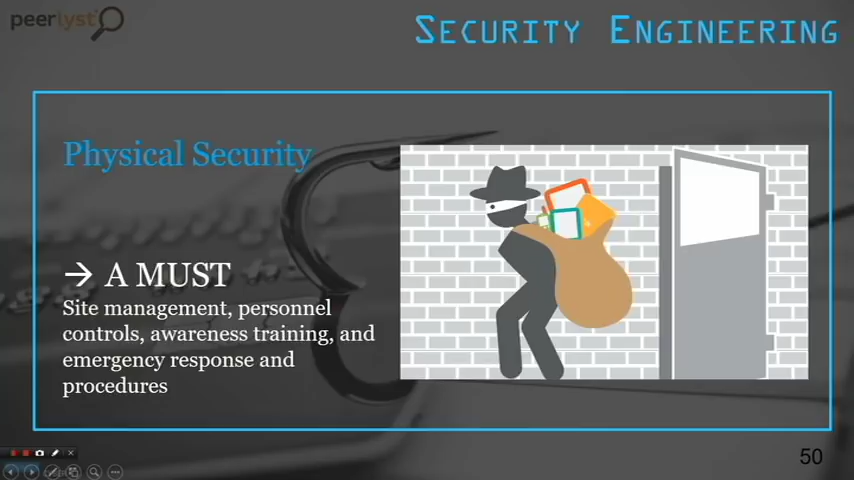 peerlyst
SECURITY ENGINEERING
Physical Security
→ A MUST
Site management, personnel
controls, awareness training, and
emergency response and
procedures
50